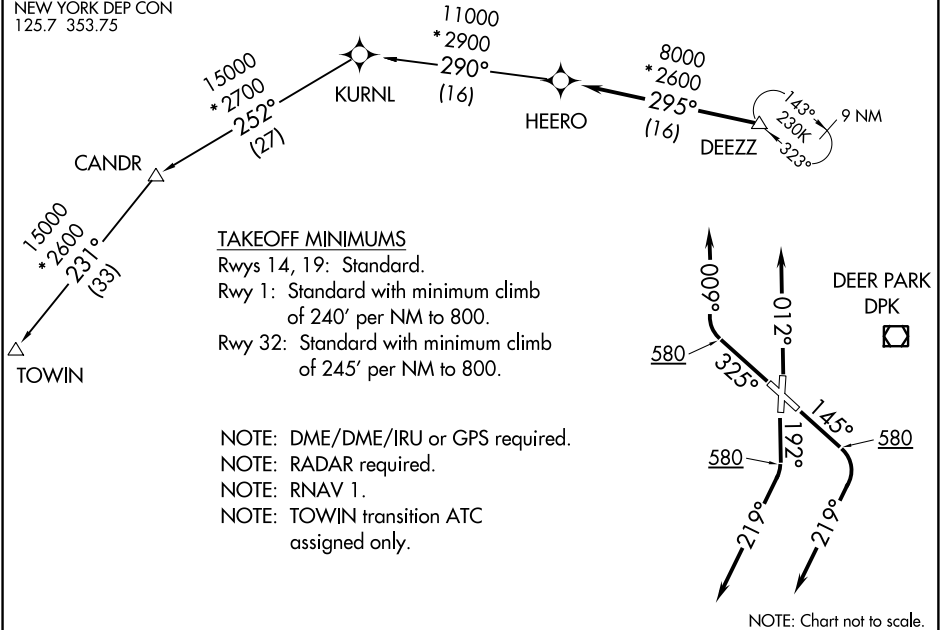 NEW YORK DEP CON
125.7 353.75
11000
*2900
290°
(16)
8000
*2600
295°
(16)
15000
*2700
252°
(27)
KURNL
HEERO
DEEZZ
143°
230K
323°
9 NM
CANDR
15000
*2600
231°
(33)
TOWIN
TAKEOFF MINIMUMS
Rwys 14, 19: Standard.
Rwy 1: Standard with minimum climb
of 240' per NM to 800.
Rwy 32: Standard with minimum climb
of 245' per NM to 800.
NOTE: DME/DME/IRU or GPS required.
NOTE: RADAR required.
NOTE: RNAV 1.
NOTE: TOWIN transition ATC
assigned only.
009°
012°
DEER PARK
DPK
580
325°
145°
192°
580
580
219°
219°
NOTE: Chart not to scale.